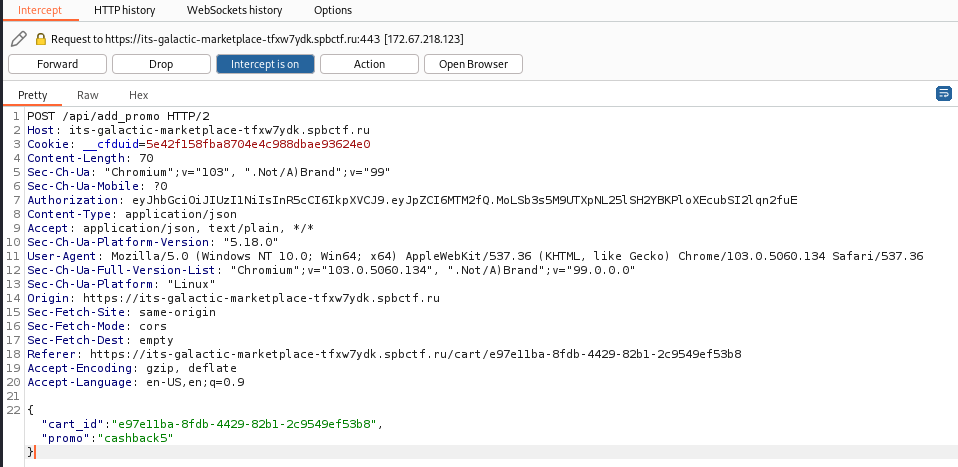 Intercept HTTP history WebSockets history Options
Request to https://its-galactic-marketplace-tfxw7ydk.spbctf.ru:443 [172.67.218.123]
Forward Drop Intercept is on Action Open Browser
Pretty Raw Hex
1 POST /api/add_promo HTTP/2
2 Host: its-galactic-marketplace-tfxw7ydk.spbctf.ru
3 Cookie: __cfduid=5e42f158fba8704e4c988dbae93624e0
4 Content-Length: 70
5 Sec-Ch-Ua: "Chromium";v="103", ".Not/A)Brand";v="99"
6 Sec-Ch-Ua-Mobile: ?0
7 Authorization: eyJhbGciOiJIUzI1NiIsInR5cCI6IkpXVCJ9.eyJpZCI6MTM2fQ.MoLSb3s5M9UTXpNL25lSH2YBKPloXEcubSI2lqn2fuE
8 Content-Type: application/json
9 Accept: application/json, text/plain, */*
10 Sec-Ch-Ua-Platform-Version: "5.18.0"
11 User-Agent: Mozilla/5.0 (Windows NT 10.0; Win64; x64) AppleWebKit/537.36 (KHTML, like Gecko) Chrome/103.0.5060.134 Safari/537.36
12 Sec-Ch-Ua-Full-Version-List: "Chromium";v="103.0.5060.134", ".Not/A)Brand";v="99.0.0.0"
13 Sec-Ch-Ua-Platform: "Linux"
14 Origin: https://its-galactic-marketplace-tfxw7ydk.spbctf.ru
15 Sec-Fetch-Site: same-origin
16 Sec-Fetch-Mode: cors
17 Sec-Fetch-Dest: empty
18 Referer: https://its-galactic-marketplace-tfxw7ydk.spbctf.ru/cart/e97e11ba-8fdb-4429-82b1-2c9549ef53b8
19 Accept-Encoding: gzip, deflate
20 Accept-Language: en-US,en;q=0.9
21
22 {
"cart_id":"e97e11ba-8fdb-4429-82b1-2c9549ef53b8",
"promo":"cashback5"
}